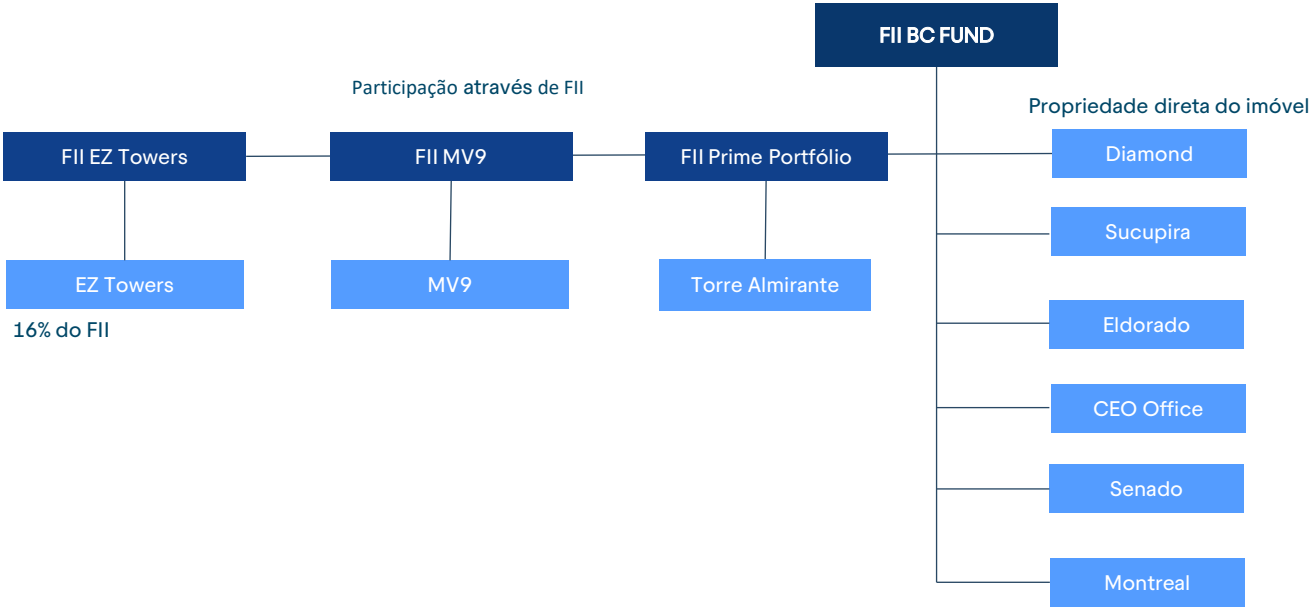 FII BC FUND
Participação através de FII
Propriedade direta do imóvel
FII EZ Towers
FII MV9
FII Prime Portfólio
Diamond
Sucupira
EZ Towers
MV9
Torre Almirante
16% do FII
Eldorado
CEO Office
Senado
Montreal